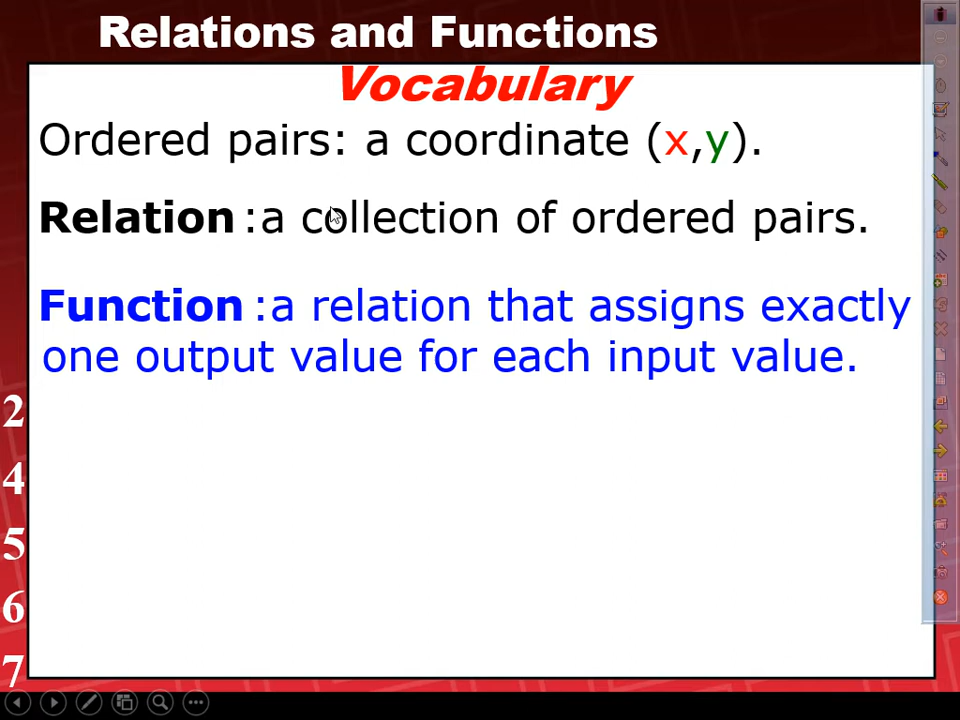 Relations and Functions
Vocabulary
Ordered pairs: a coordinate (x,y).
Relation :a collection of ordered pairs.
Function :a relation that assigns exactly
one output value for each input value.
2
4
5
6
7